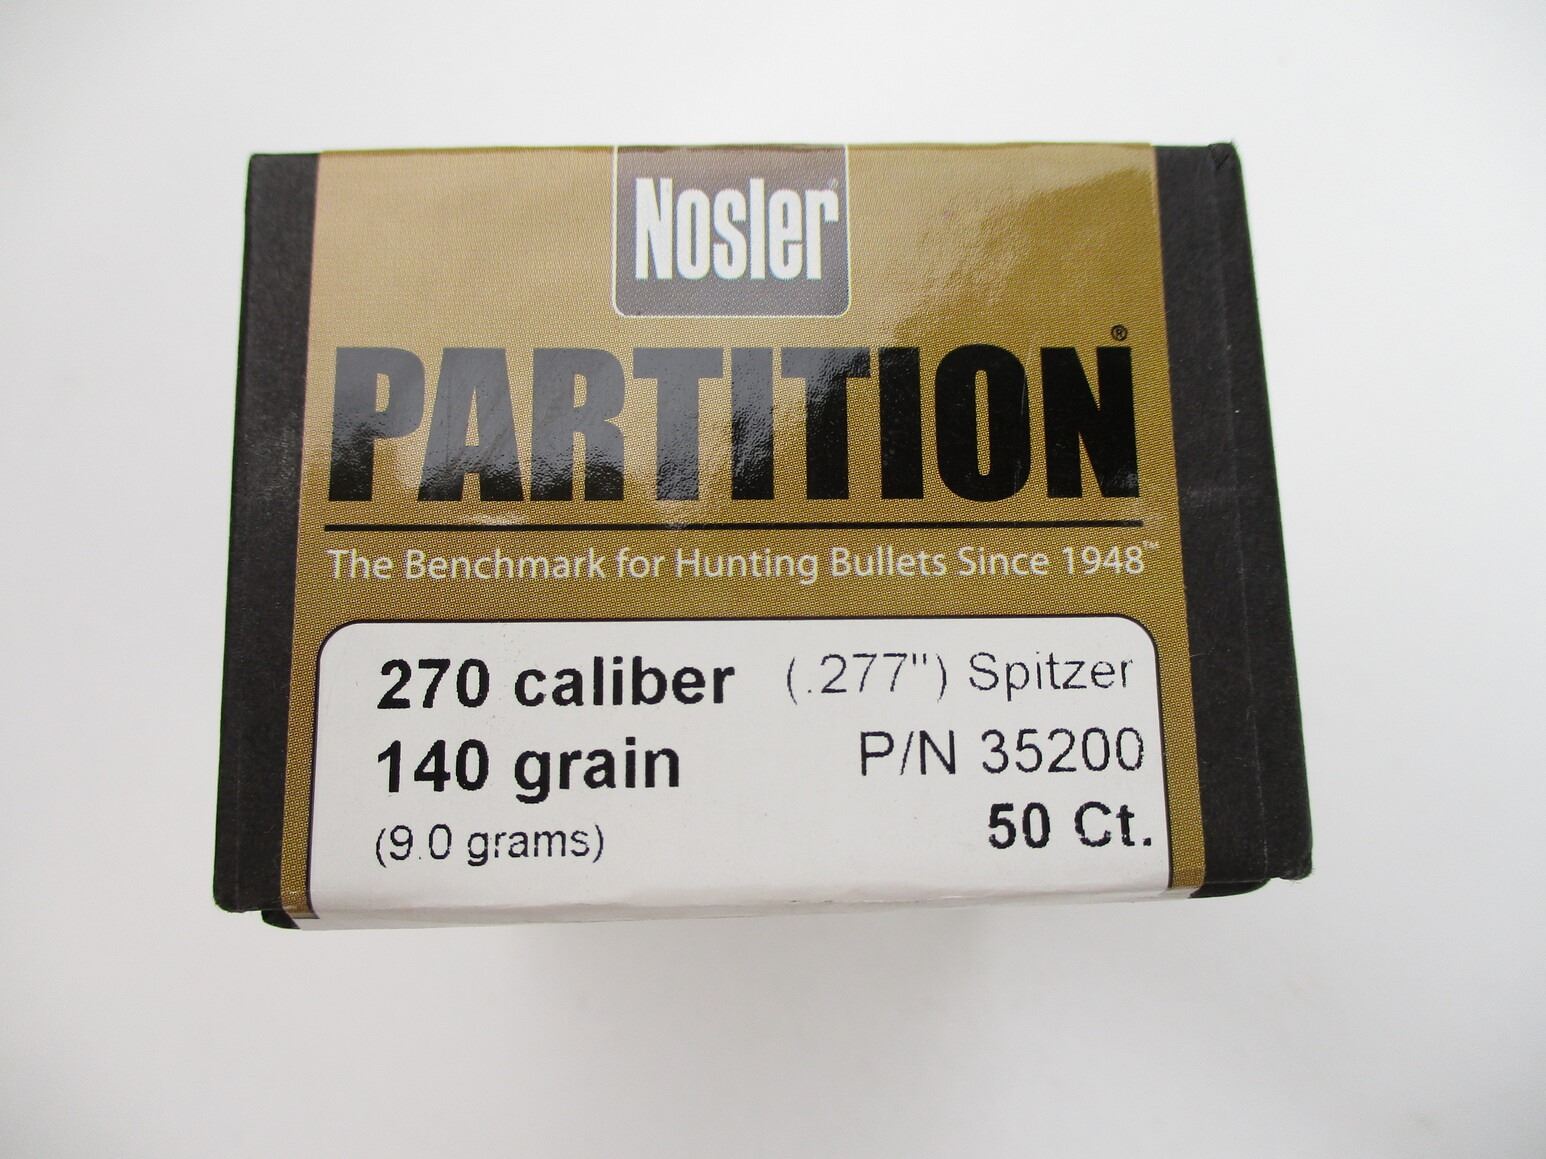 Nosler®
PARTITION®
The Benchmark for Hunting Bullets Since 1948™
270 caliber (.277") Spitzer
140 grain P/N 35200
(9.0 grams) 50 Ct.